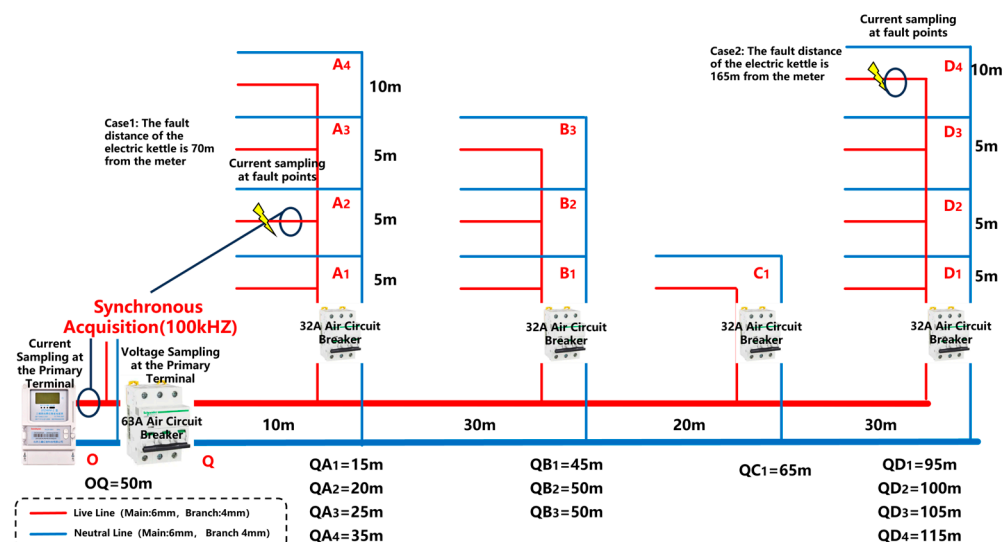 Current sampling
at fault points
A4
Case2: The fault distance
of the electric kettle is
165m from the meter
D4
10m
10m
Case1: The fault
distance of the
electric kettle is 70m
from the meter
A3
5m
B3
D3
5m
Current sampling
at fault points
A2
5m
B2
D2
5m
A1
5m
B1
C1
D1
5m
Synchronous
Acquisition(100kHZ)
32A Air Circuit
Breaker
32A Air Circuit
Breaker
32A Air Circuit
Breaker
32A Air Circuit
Breaker
Current
Sampling at
the Primary
Terminal
Voltage Sampling
at the Primary
Terminal
63A Air Circuit
Breaker
10m
30m
20m
30m
O
Q
OQ=50m
QA1=15m
QA2=20m
QA3=25m
QA4=35m
QB1=45m
QB2=50m
QB3=50m
QC1=65m
QD1=95m
QD2=100m
QD3=105m
QD4=115m
Live Line (Main:6mm, Branch:4mm)
Neutral Line (Main:6mm, Branch 4mm)